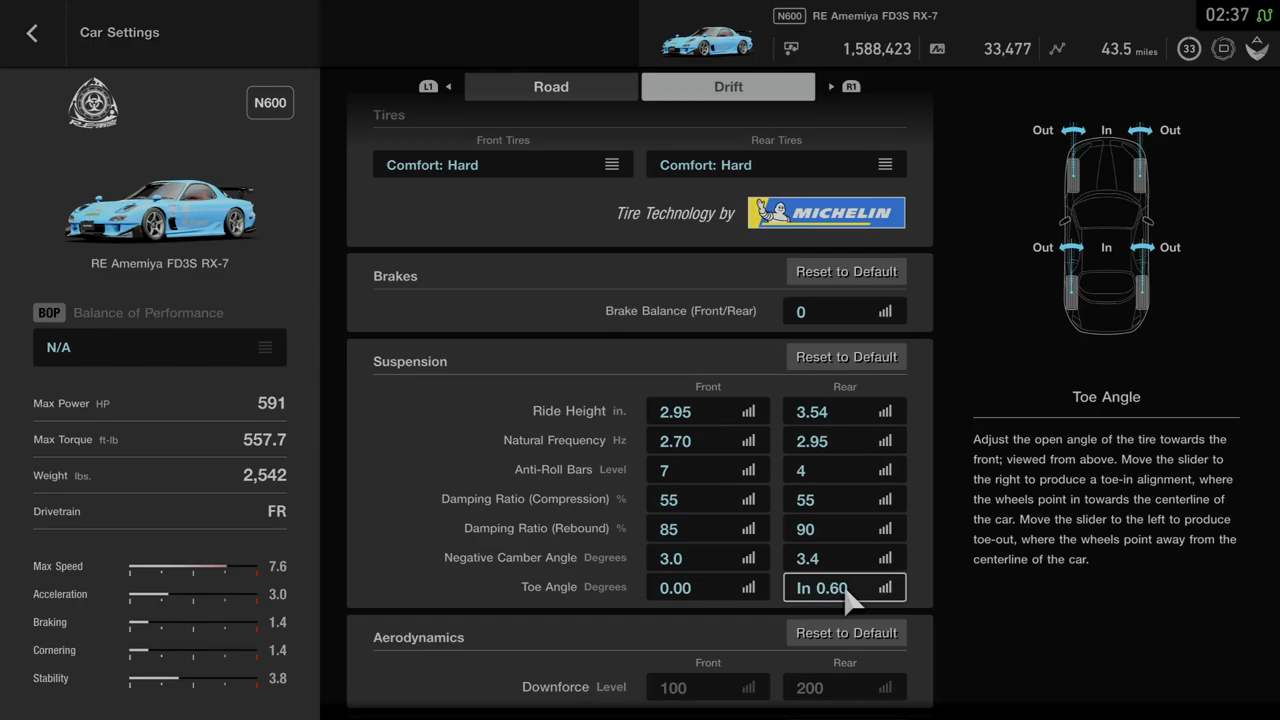 Car Settings
N600 RE Amemiya FD3S RX-7
1,588,423 33,477 43.5 miles 33
02:37
L1 Road Drift R1
N600
RE Amemiya FD3S RX-7
BOP Balance of Performance
N/A
Max Power HP 591
Max Torque ft-lb 557.7
Weight lbs. 2,542
Drivetrain FR
Max Speed 7.6
Acceleration 3.0
Braking 1.4
Cornering 1.4
Stability 3.8
Tires
Front Tires Rear Tires
Comfort: Hard Comfort: Hard
Tire Technology by MICHELIN
Brakes Reset to Default
Brake Balance (Front/Rear) 0
Suspension Reset to Default
Front Rear
Ride Height in. 2.95 3.54
Natural Frequency Hz 2.70 2.95
Anti-Roll Bars Level 7 4
Damping Ratio (Compression) % 55 55
Damping Ratio (Rebound) % 85 90
Negative Camber Angle Degrees 3.0 3.4
Toe Angle Degrees 0.00 In 0.60
Aerodynamics Reset to Default
Front Rear
Downforce Level 100 200
Out In Out
Out In Out
Toe Angle
Adjust the open angle of the tire towards the
front; viewed from above. Move the slider to
the right to produce a toe-in alignment, where
the wheels point in towards the centerline of
the car. Move the slider to the left to produce
toe-out, where the wheels point away from the
centerline of the car.